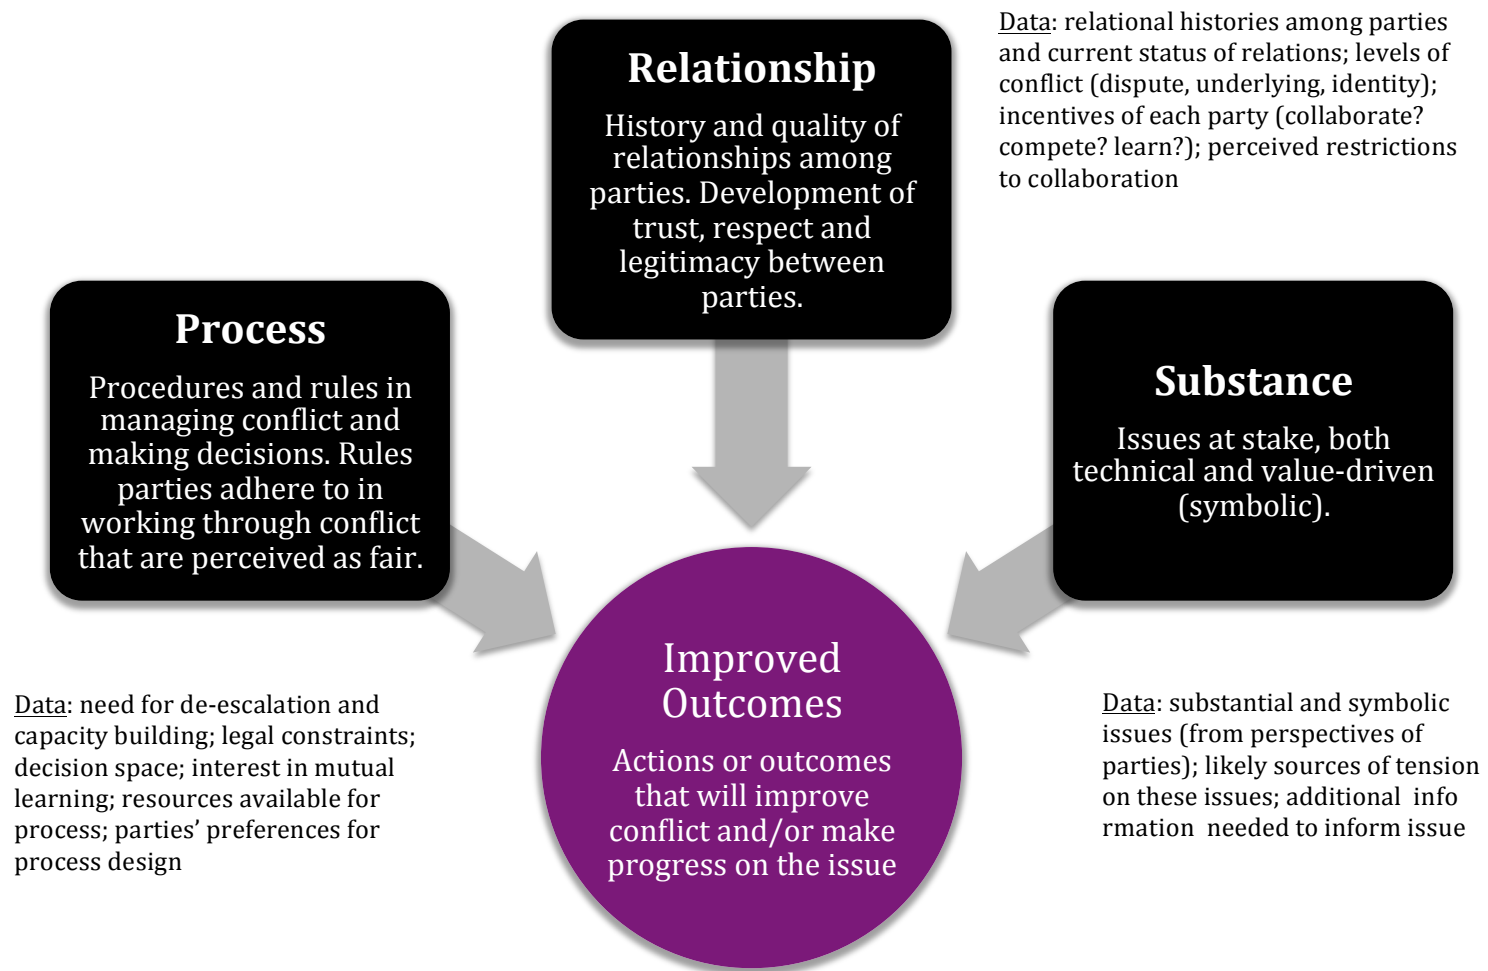 Relationship
History and quality of
relationships among
parties. Development of
trust, respect and
legitimacy between
parties.
Data: relational histories among parties
and current status of relations; levels of
conflict (dispute, underlying, identity);
incentives of each party (collaborate?
compete? learn?); perceived restrictions
to collaboration
Process
Procedures and rules in
managing conflict and
making decisions. Rules
parties adhere to in
working through conflict
that are perceived as fair.
Substance
Issues at stake, both
technical and value-driven
(symbolic).
Improved
Outcomes
Actions or outcomes
that will improve
conflict and/or make
progress on the issue
Data: need for de-escalation and
capacity building; legal constraints;
decision space; interest in mutual
learning; resources available for
process; parties’ preferences for
process design
Data: substantial and symbolic
issues (from perspectives of
parties); likely sources of tension
on these issues; additional info
rmation needed to inform issue